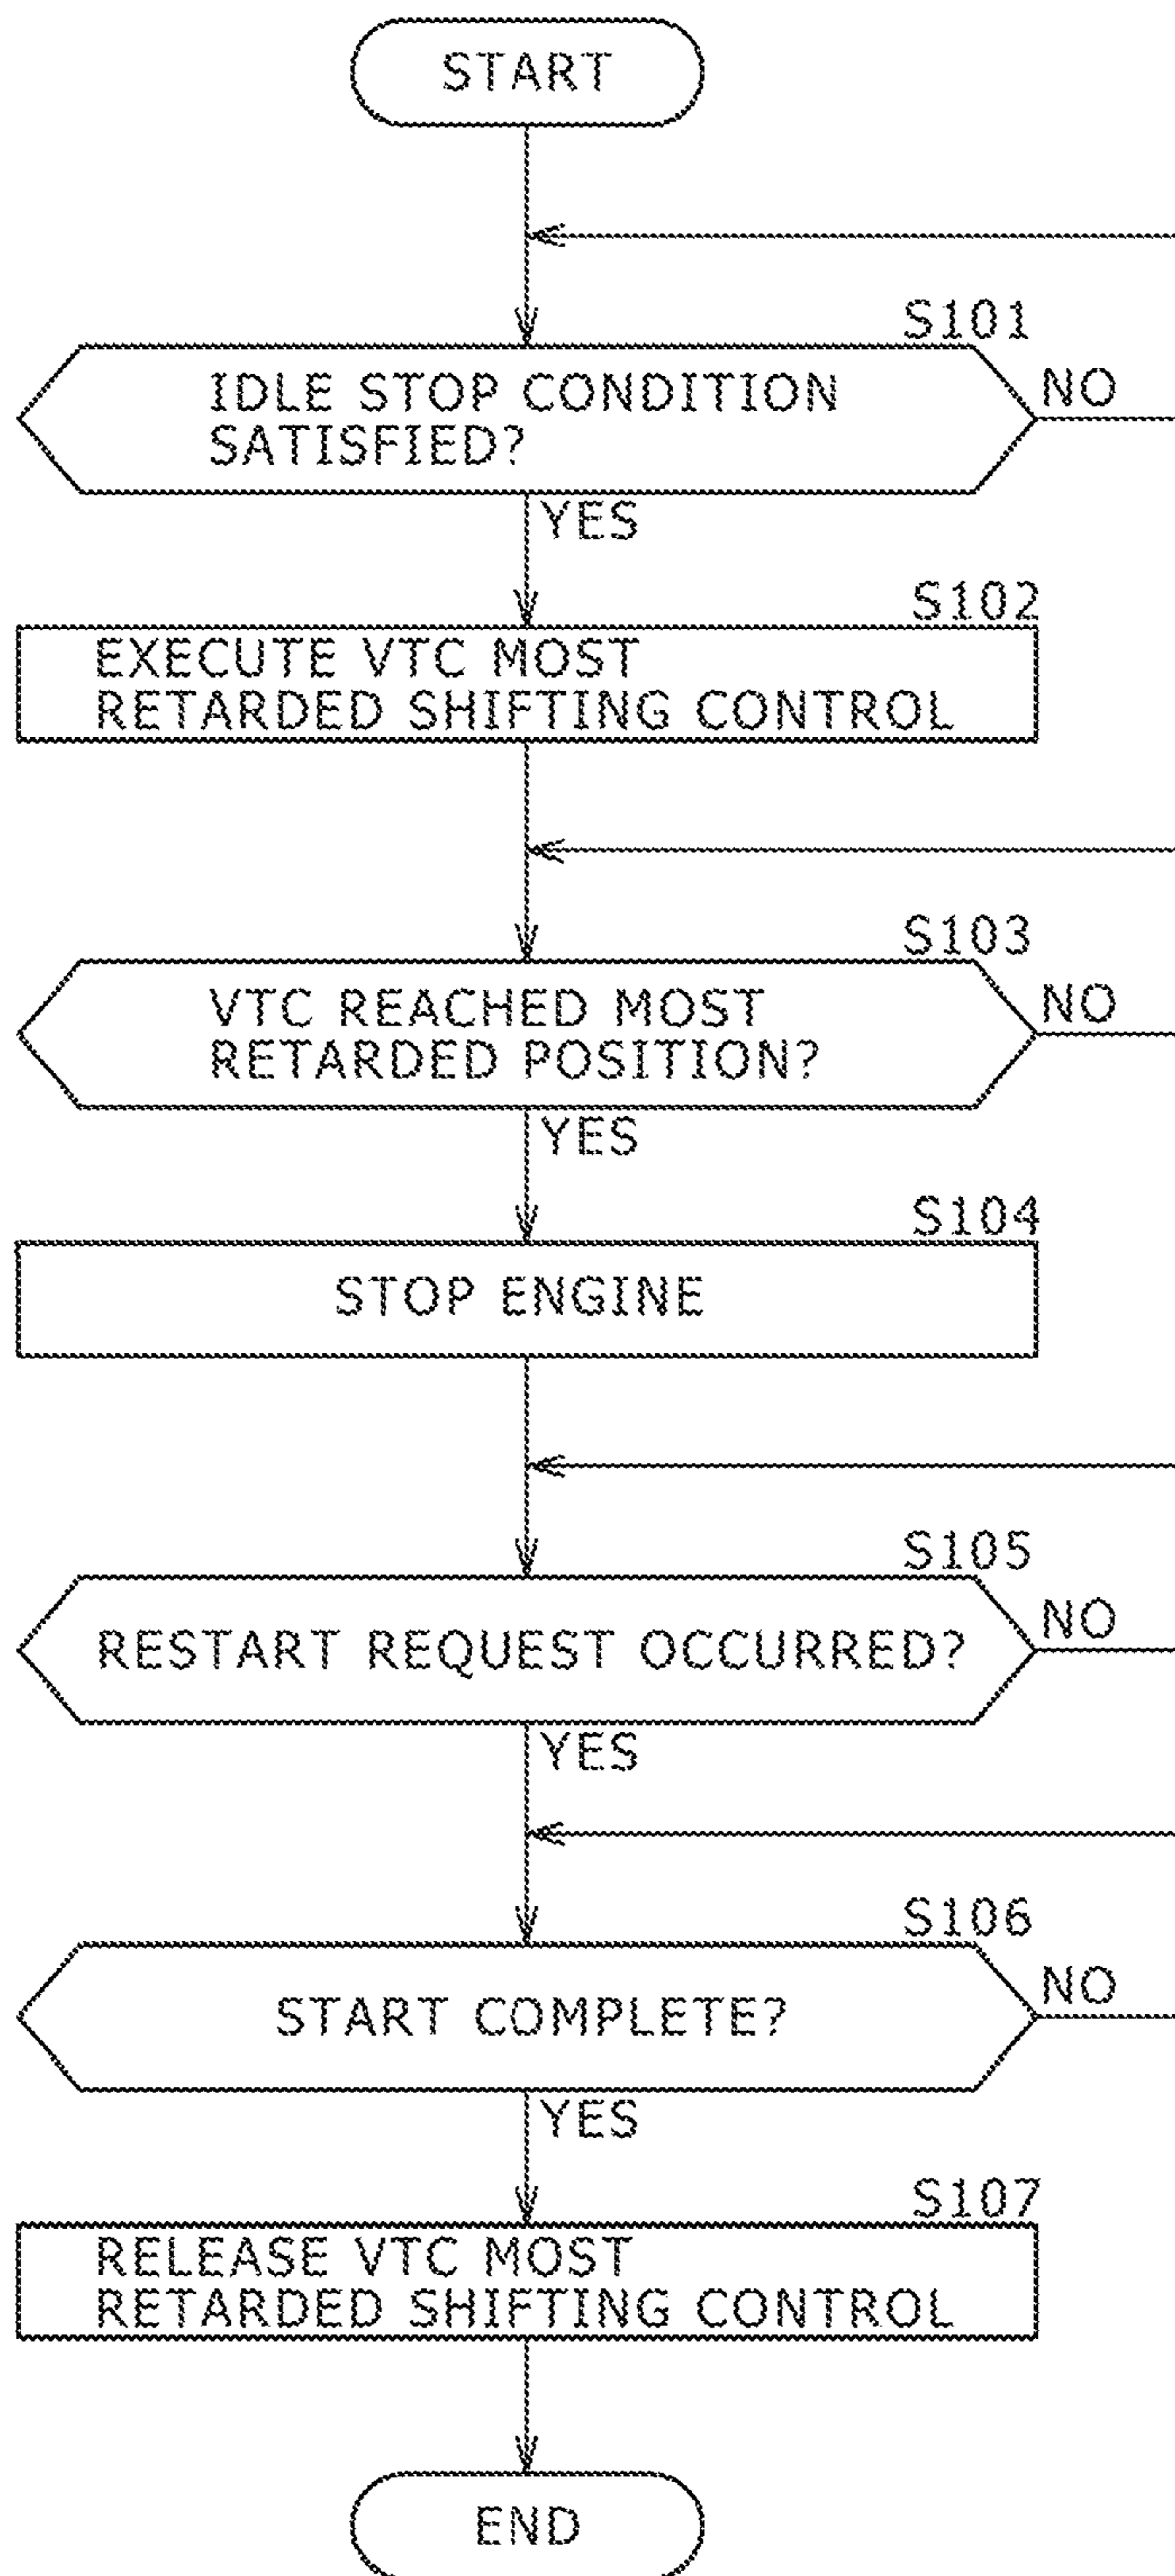 START
S101
IDLE STOP CONDITION
SATISFIED?
NO
YES
S102
EXECUTE VTC MOST
RETARDED SHIFTING CONTROL
S103
VTC REACHED MOST
RETARDED POSITION?
NO
YES
S104
STOP ENGINE
S105
RESTART REQUEST OCCURRED?
NO
YES
S106
START COMPLETE?
NO
YES
S107
RELEASE VTC MOST
RETARDED SHIFTING CONTROL
END